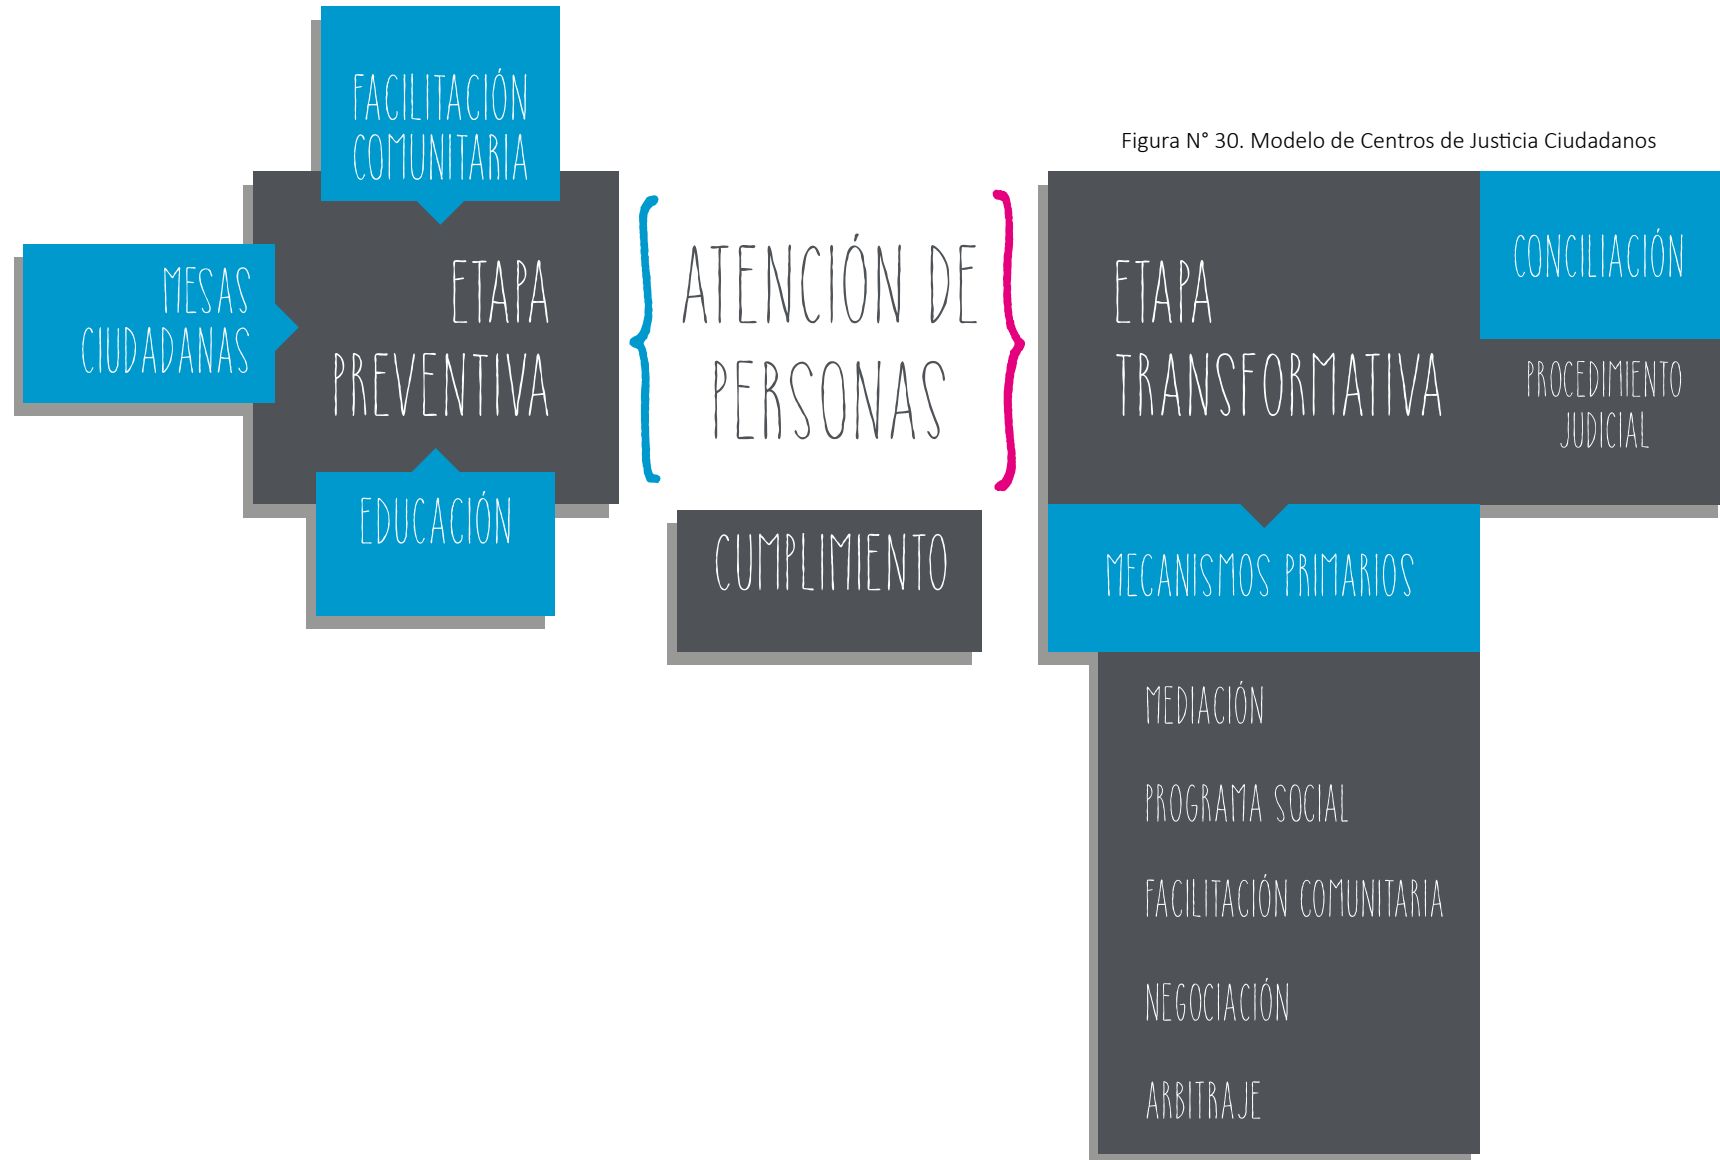 Figura N° 30. Modelo de Centros de Justicia Ciudadanos
FACILITACIÓN
COMUNITARIA
MESAS
CIUDADANAS
ETAPA
PREVENTIVA
EDUCACIÓN
ATENCIÓN DE
PERSONAS
CUMPLIMIENTO
ETAPA
TRANSFORMATIVA
CONCILIACIÓN
PROCEDIMIENTO
JUDICIAL
MECANISMOS PRIMARIOS
MEDIACIÓN
PROGRAMA SOCIAL
FACILITACIÓN COMUNITARIA
NEGOCIACIÓN
ARBITRAJE